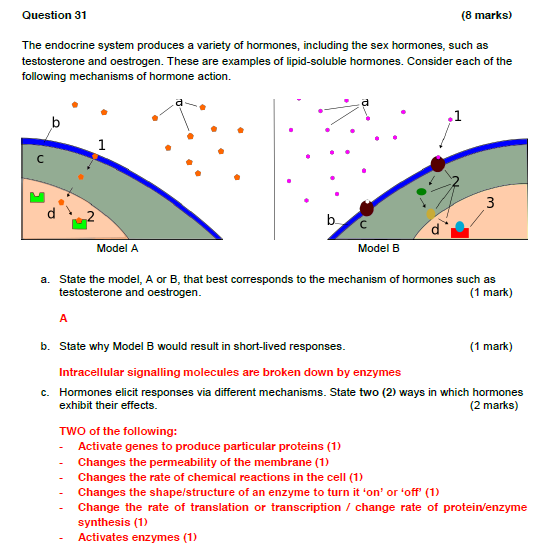 Question 31 (8 marks)
The endocrine system produces a variety of hormones, including the sex hormones, such as
testosterone and oestrogen. These are examples of lipid-soluble hormones. Consider each of the
following mechanisms of hormone action.
a a
b 1 1
c 2
d 2 3
b c d
Model A Model B
a. State the model, A or B, that best corresponds to the mechanism of hormones such as
testosterone and oestrogen. (1 mark)
A
b. State why Model B would result in short-lived responses. (1 mark)
Intracellular signalling molecules are broken down by enzymes
c. Hormones elicit responses via different mechanisms. State two (2) ways in which hormones
exhibit their effects. (2 marks)
TWO of the following:
- Activate genes to produce particular proteins (1)
- Changes the permeability of the membrane (1)
- Changes the rate of chemical reactions in the cell (1)
- Changes the shape/structure of an enzyme to turn it ‘on’ or ‘off’ (1)
- Change the rate of translation or transcription / change rate of protein/enzyme
synthesis (1)
- Activates enzymes (1)